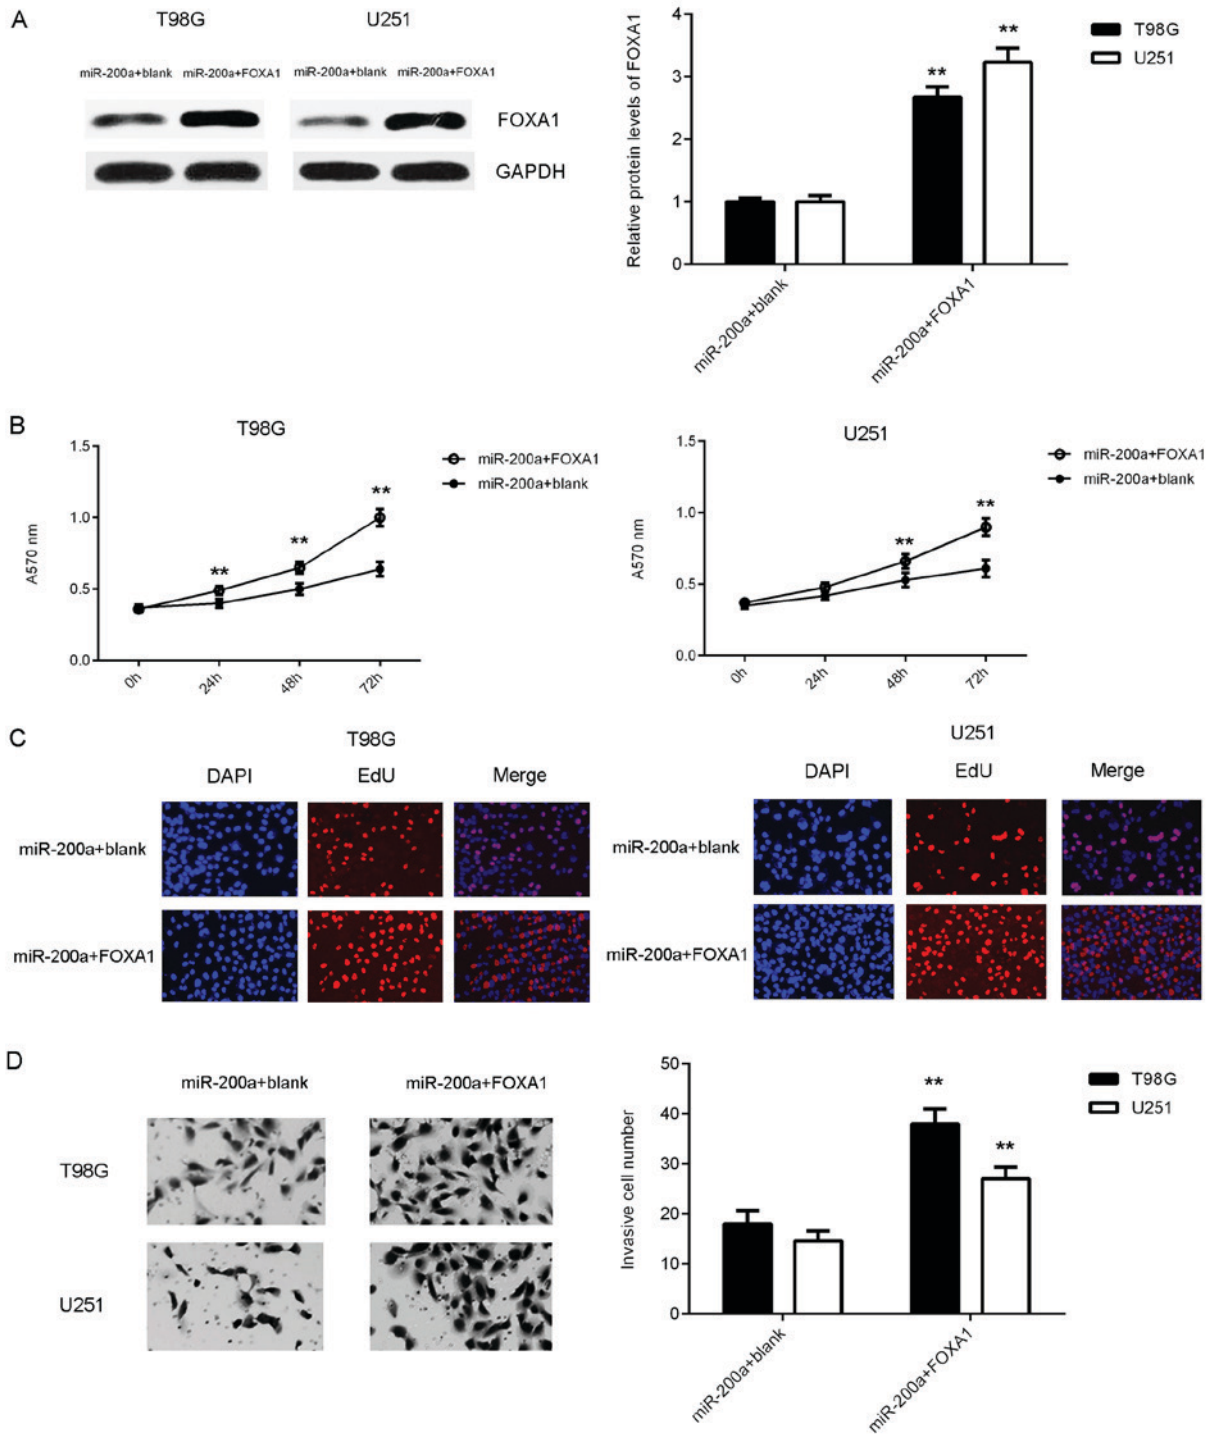 A
T98G
U251
miR-200a+blank
miR-200a+FOXA1
miR-200a+blank
miR-200a+FOXA1
FOXA1
GAPDH
Relative protein levels of FOXA1
4
3
2
1
0
**
**
T98G
U251
miR-200a+blank
miR-200a+FOXA1
B
T98G
A570 nm
1.5
1.0
0.5
0.0
**
**
**
0h
24h
48h
72h
miR-200a+FOXA1
miR-200a+blank
U251
A570 nm
1.5
1.0
0.5
0.0
**
**
0h
24h
48h
72h
miR-200a+FOXA1
miR-200a+blank
C
T98G
DAPI
EdU
Merge
miR-200a+blank
miR-200a+FOXA1
U251
DAPI
EdU
Merge
miR-200a+blank
miR-200a+FOXA1
D
miR-200a+blank
miR-200a+FOXA1
T98G
U251
Invasive cell number
50
40
30
20
10
0
**
**
T98G
U251
miR-200a+blank
miR-200a+FOXA1